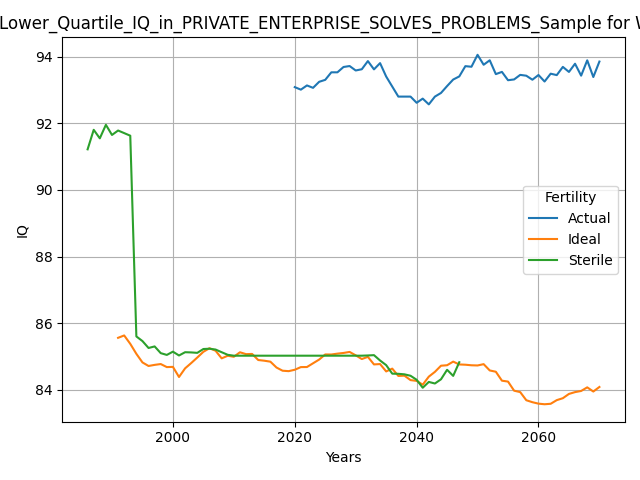 Lower_Quartile_IQ_in_PRIVATE_ENTERPRISE_SOLVES_PROBLEMS_Sample for
94
92
90
88
86
84
IQ
Fertility
Actual
Ideal
Sterile
2000
2020
2040
2060
Years